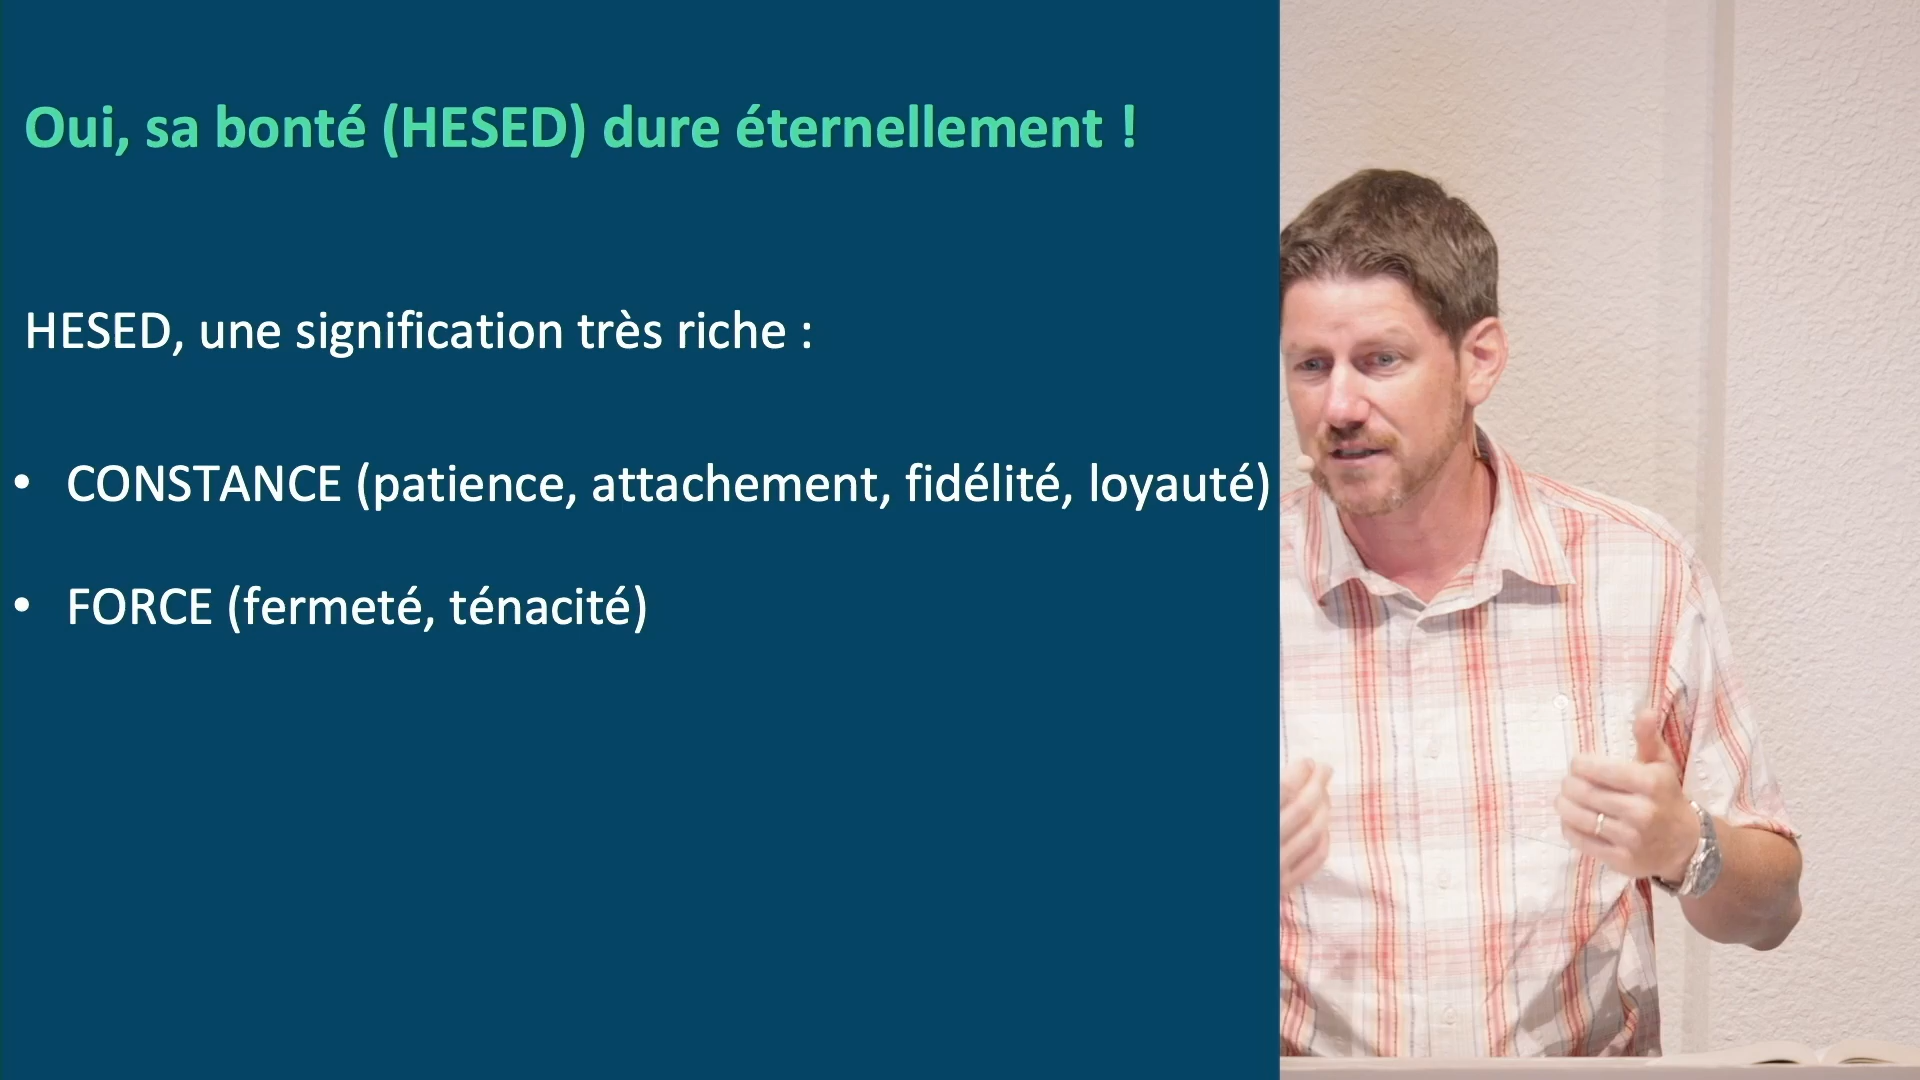 Oui, sa bonté (HESED) dure éternellement !
HESED, une signification très riche :
• CONSTANCE (patience, attachement, fidélité, loyauté)
• FORCE (fermeté, ténacité)